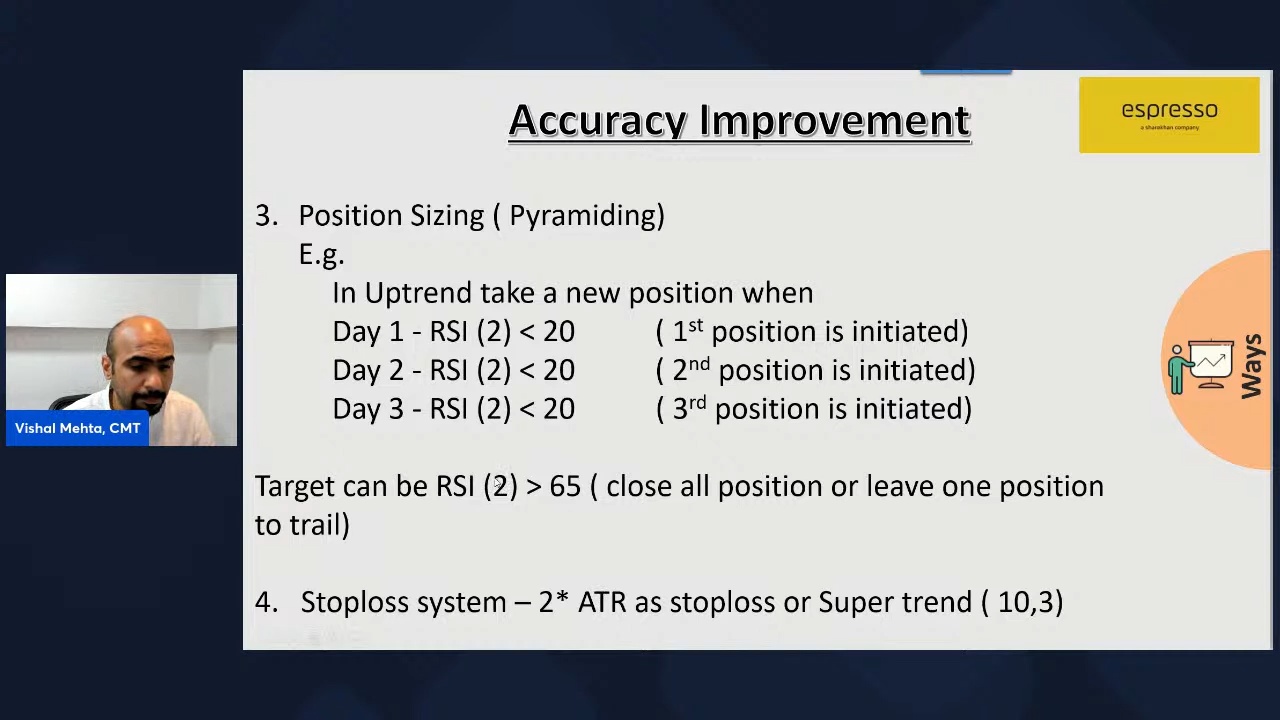 Accuracy Improvement
espresso
a sharekhan company
3. Position Sizing ( Pyramiding)
E.g.
In Uptrend take a new position when
Day 1 - RSI (2) < 20 ( 1st position is initiated)
Day 2 - RSI (2) < 20 ( 2nd position is initiated)
Day 3 - RSI (2) < 20 ( 3rd position is initiated)
Ways
Vishal Mehta, CMT
Target can be RSI (2) > 65 ( close all position or leave one position
to trail)
4. Stoploss system – 2* ATR as stoploss or Super trend ( 10,3)